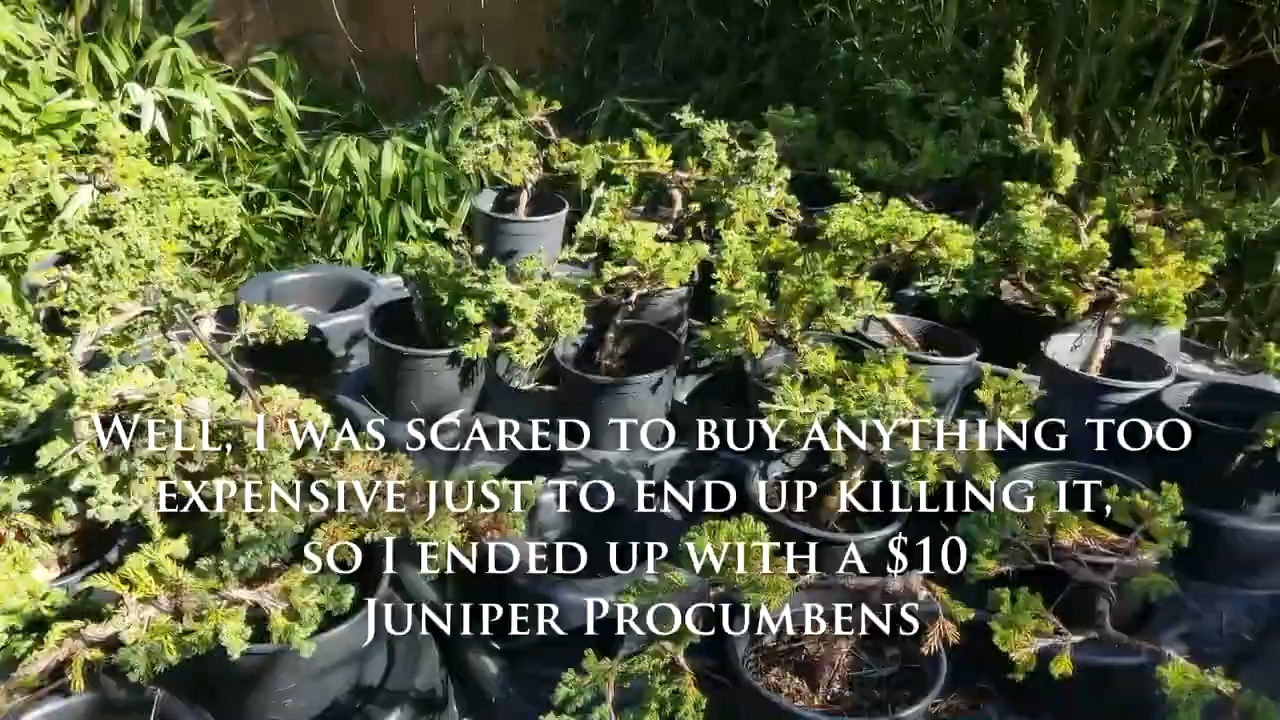 Well, I was scared to buy anything too
expensive just to end up killing it,
so I ended up with a $10
Juniper Procumbens